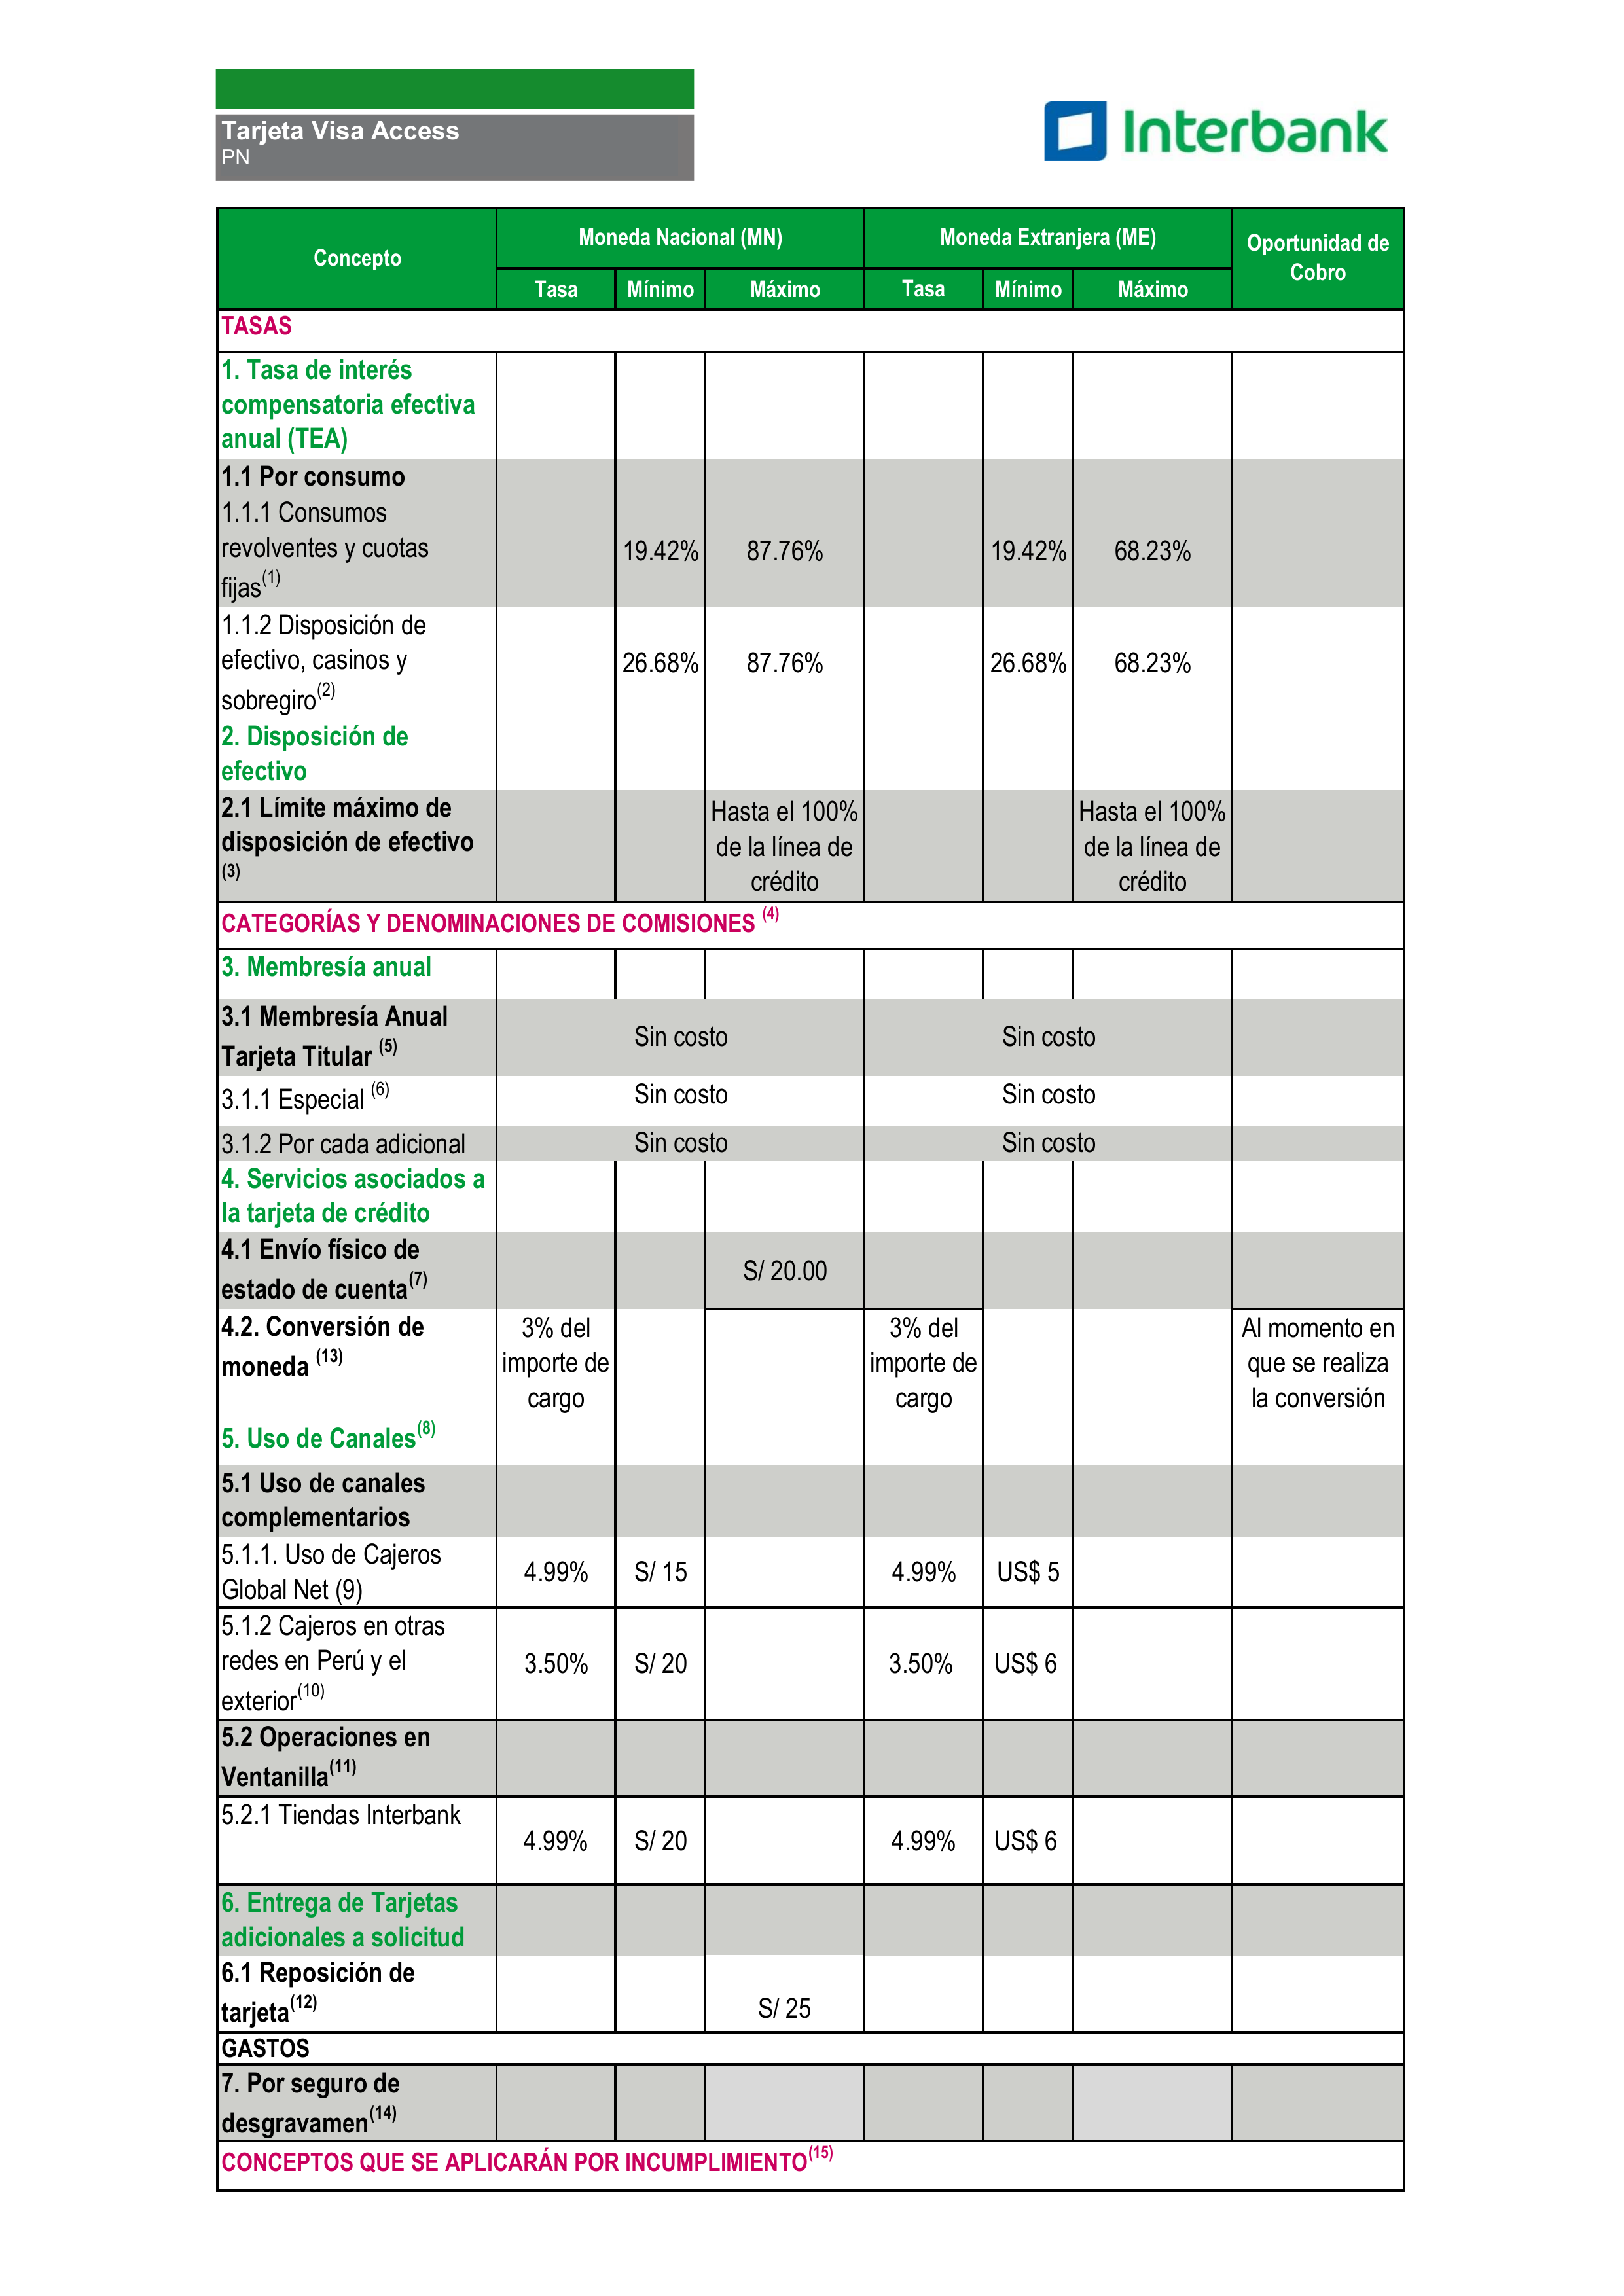 Tarjeta Visa Access
PN
Interbank
Concepto
Moneda Nacional (MN)
Moneda Extranjera (ME)
Oportunidad de
Cobro
Tasa Mínimo Máximo Tasa Mínimo Máximo
TASAS
1. Tasa de interés
compensatoria efectiva
anual (TEA)
1.1 Por consumo
1.1.1 Consumos
revolventes y cuotas
fijas(1)
19.42% 87.76% 19.42% 68.23%
1.1.2 Disposición de
efectivo, casinos y
sobregiro(2)
26.68% 87.76% 26.68% 68.23%
2. Disposición de
efectivo
2.1 Límite máximo de
disposición de efectivo
(3)
Hasta el 100%
de la línea de
crédito
Hasta el 100%
de la línea de
crédito
CATEGORÍAS Y DENOMINACIONES DE COMISIONES (4)
3. Membresía anual
3.1 Membresía Anual
Tarjeta Titular (5)
Sin costo Sin costo
3.1.1 Especial (6) Sin costo Sin costo
3.1.2 Por cada adicional Sin costo Sin costo
4. Servicios asociados a
la tarjeta de crédito
4.1 Envío físico de
estado de cuenta(7)
S/ 20.00
4.2. Conversión de
moneda (13)
3% del
importe de
cargo
3% del
importe de
cargo
Al momento en
que se realiza
la conversión
5. Uso de Canales(8)
5.1 Uso de canales
complementarios
5.1.1. Uso de Cajeros
Global Net (9)
4.99% S/ 15 4.99% US$ 5
5.1.2 Cajeros en otras
redes en Perú y el
exterior(10)
3.50% S/ 20 3.50% US$ 6
5.2 Operaciones en
Ventanilla(11)
5.2.1 Tiendas Interbank
4.99% S/ 20 4.99% US$ 6
6. Entrega de Tarjetas
adicionales a solicitud
6.1 Reposición de
tarjeta(12)
S/ 25
GASTOS
7. Por seguro de
desgravamen(14)
CONCEPTOS QUE SE APLICARÁN POR INCUMPLIMIENTO(15)